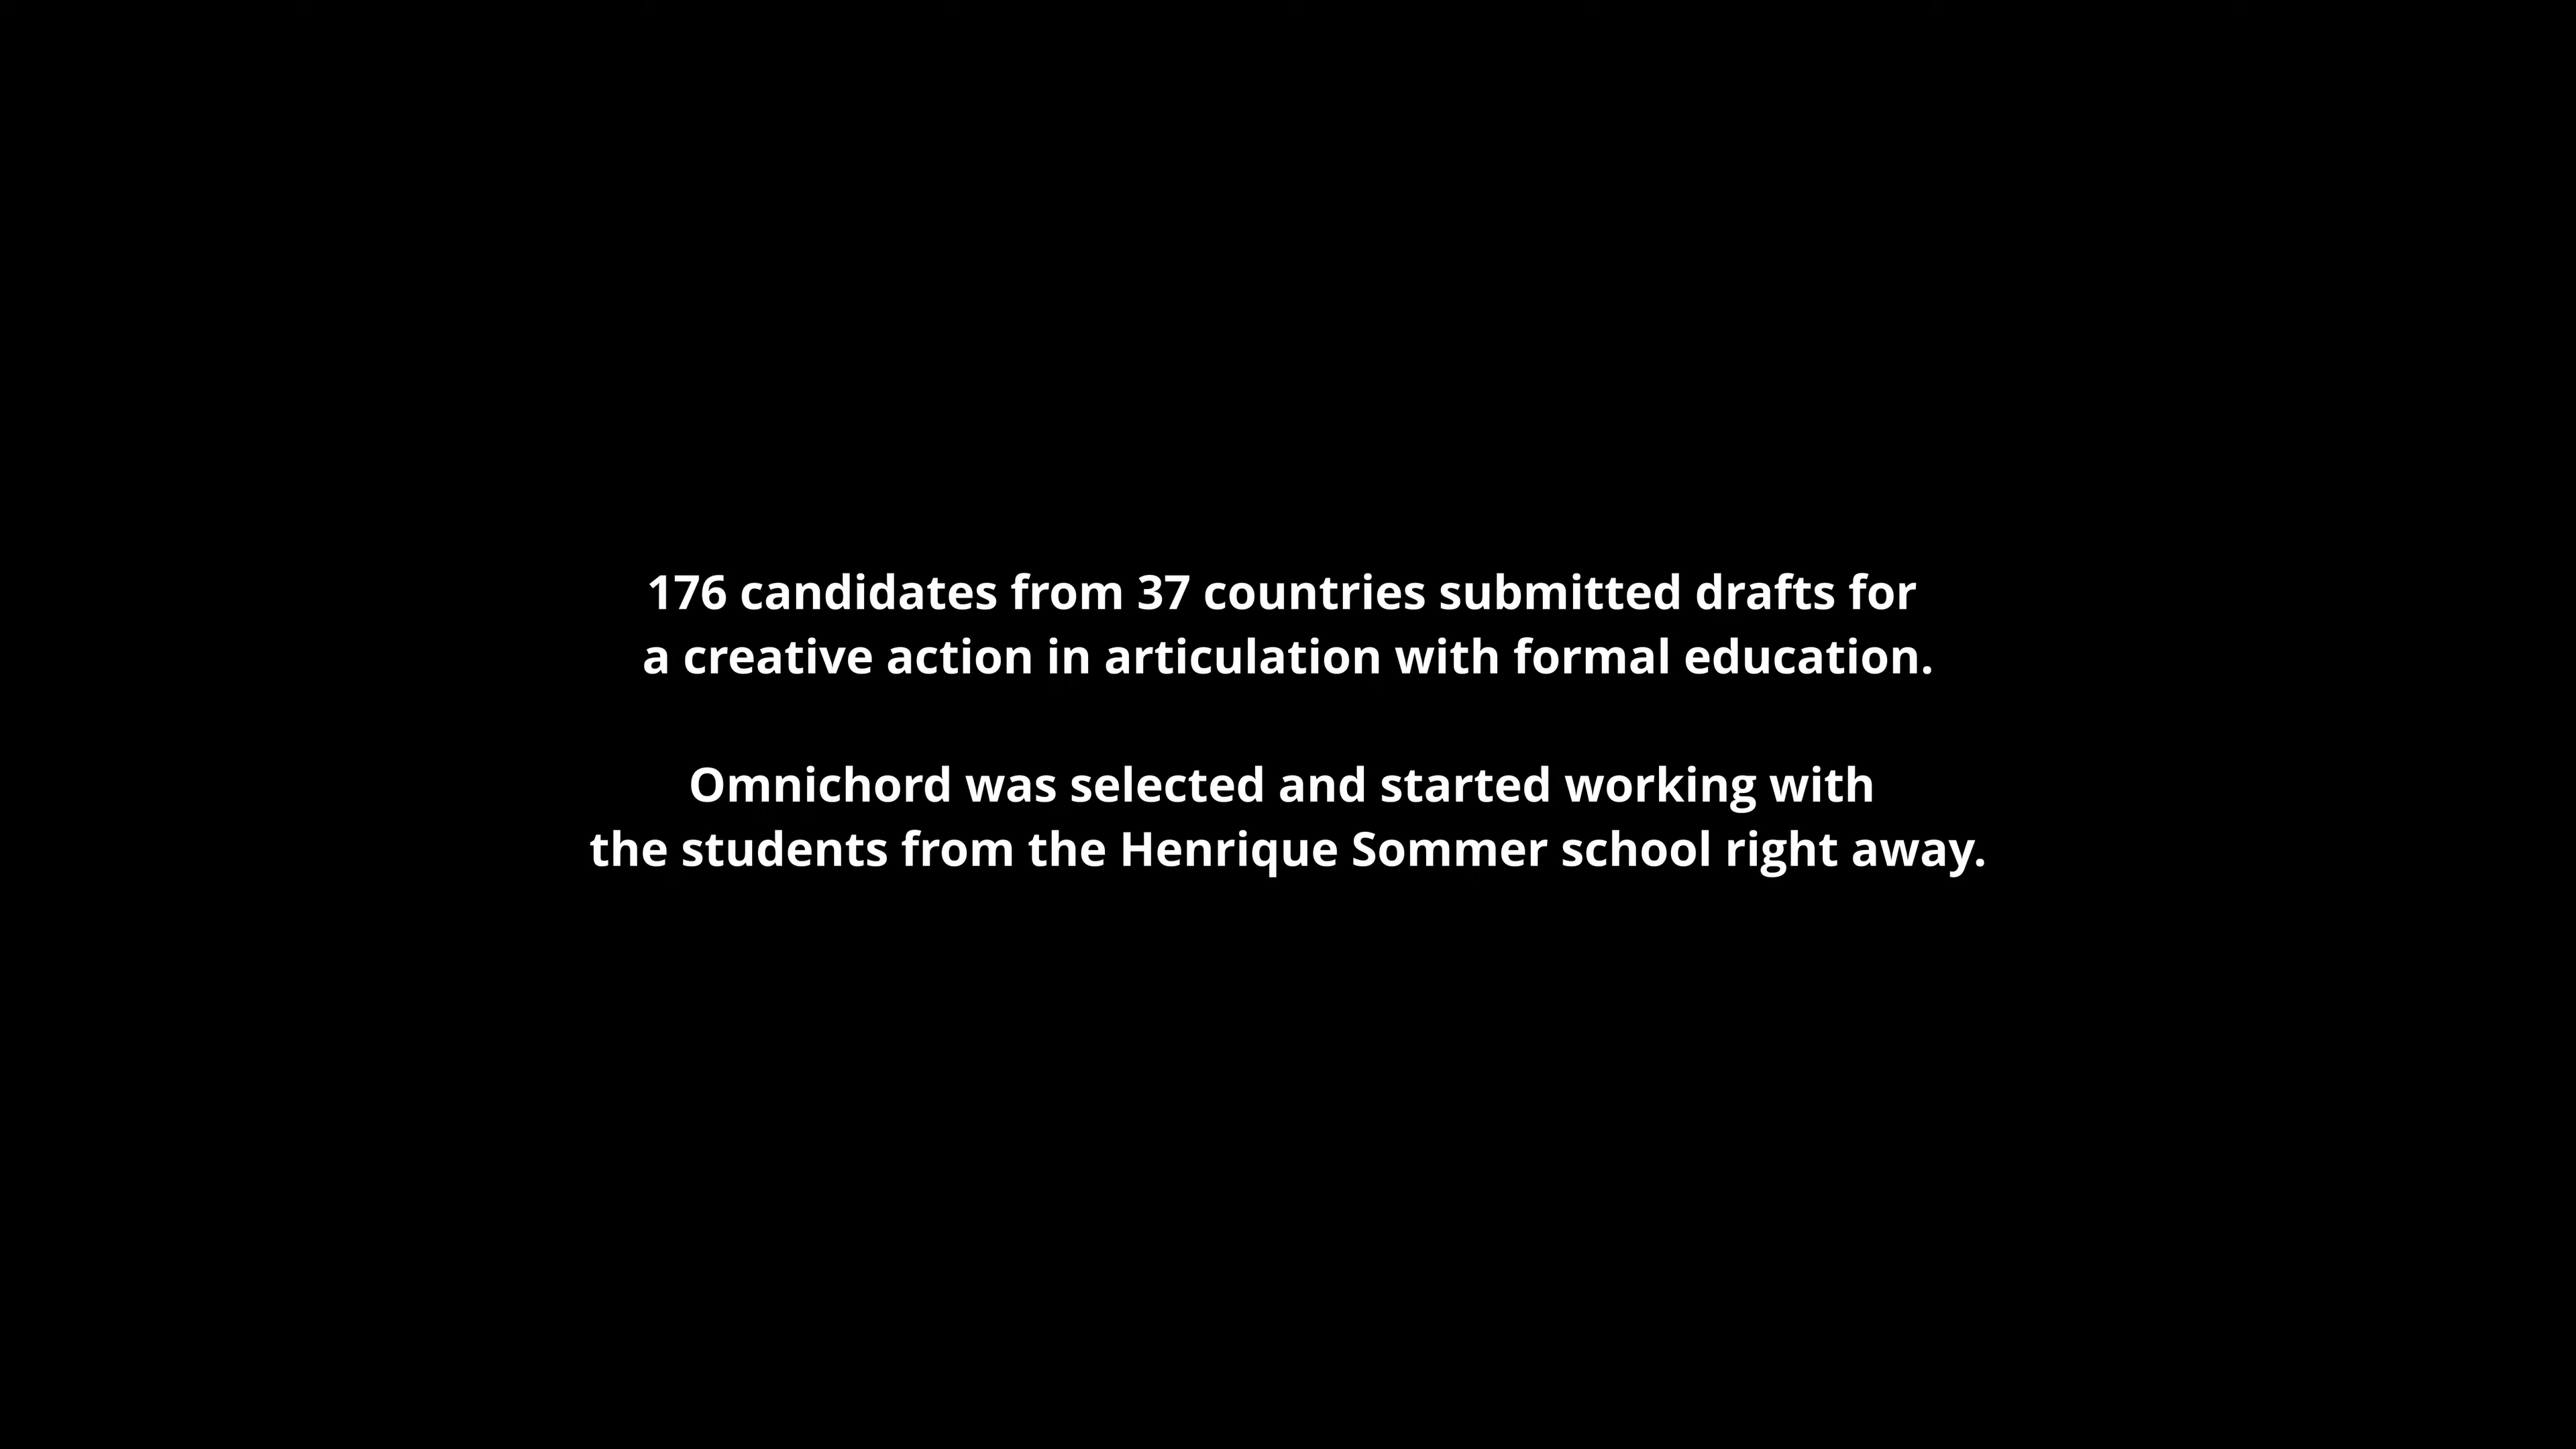 176 candidates from 37 countries submitted drafts for
a creative action in articulation with formal education.
Omnichord was selected and started working with
the students from the Henrique Sommer school right away.